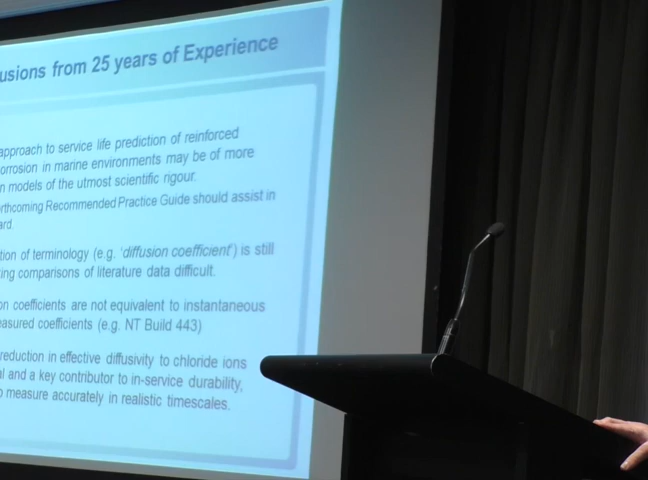 usions from 25 years of Experience
approach to service life prediction of reinforced
orrosion in marine environments may be of more
n models of the utmost scientific rigour.
rthcoming Recommended Practice Guide should assist in
ard.
tion of terminology (e.g. 'diffusion coefficient') is still
ing comparisons of literature data difficult.
on coefficients are not equivalent to instantaneous
easured coefficients (e.g. NT Build 443)
reduction in effective diffusivity to chloride ions
al and a key contributor to in-service durability,
o measure accurately in realistic timescales.